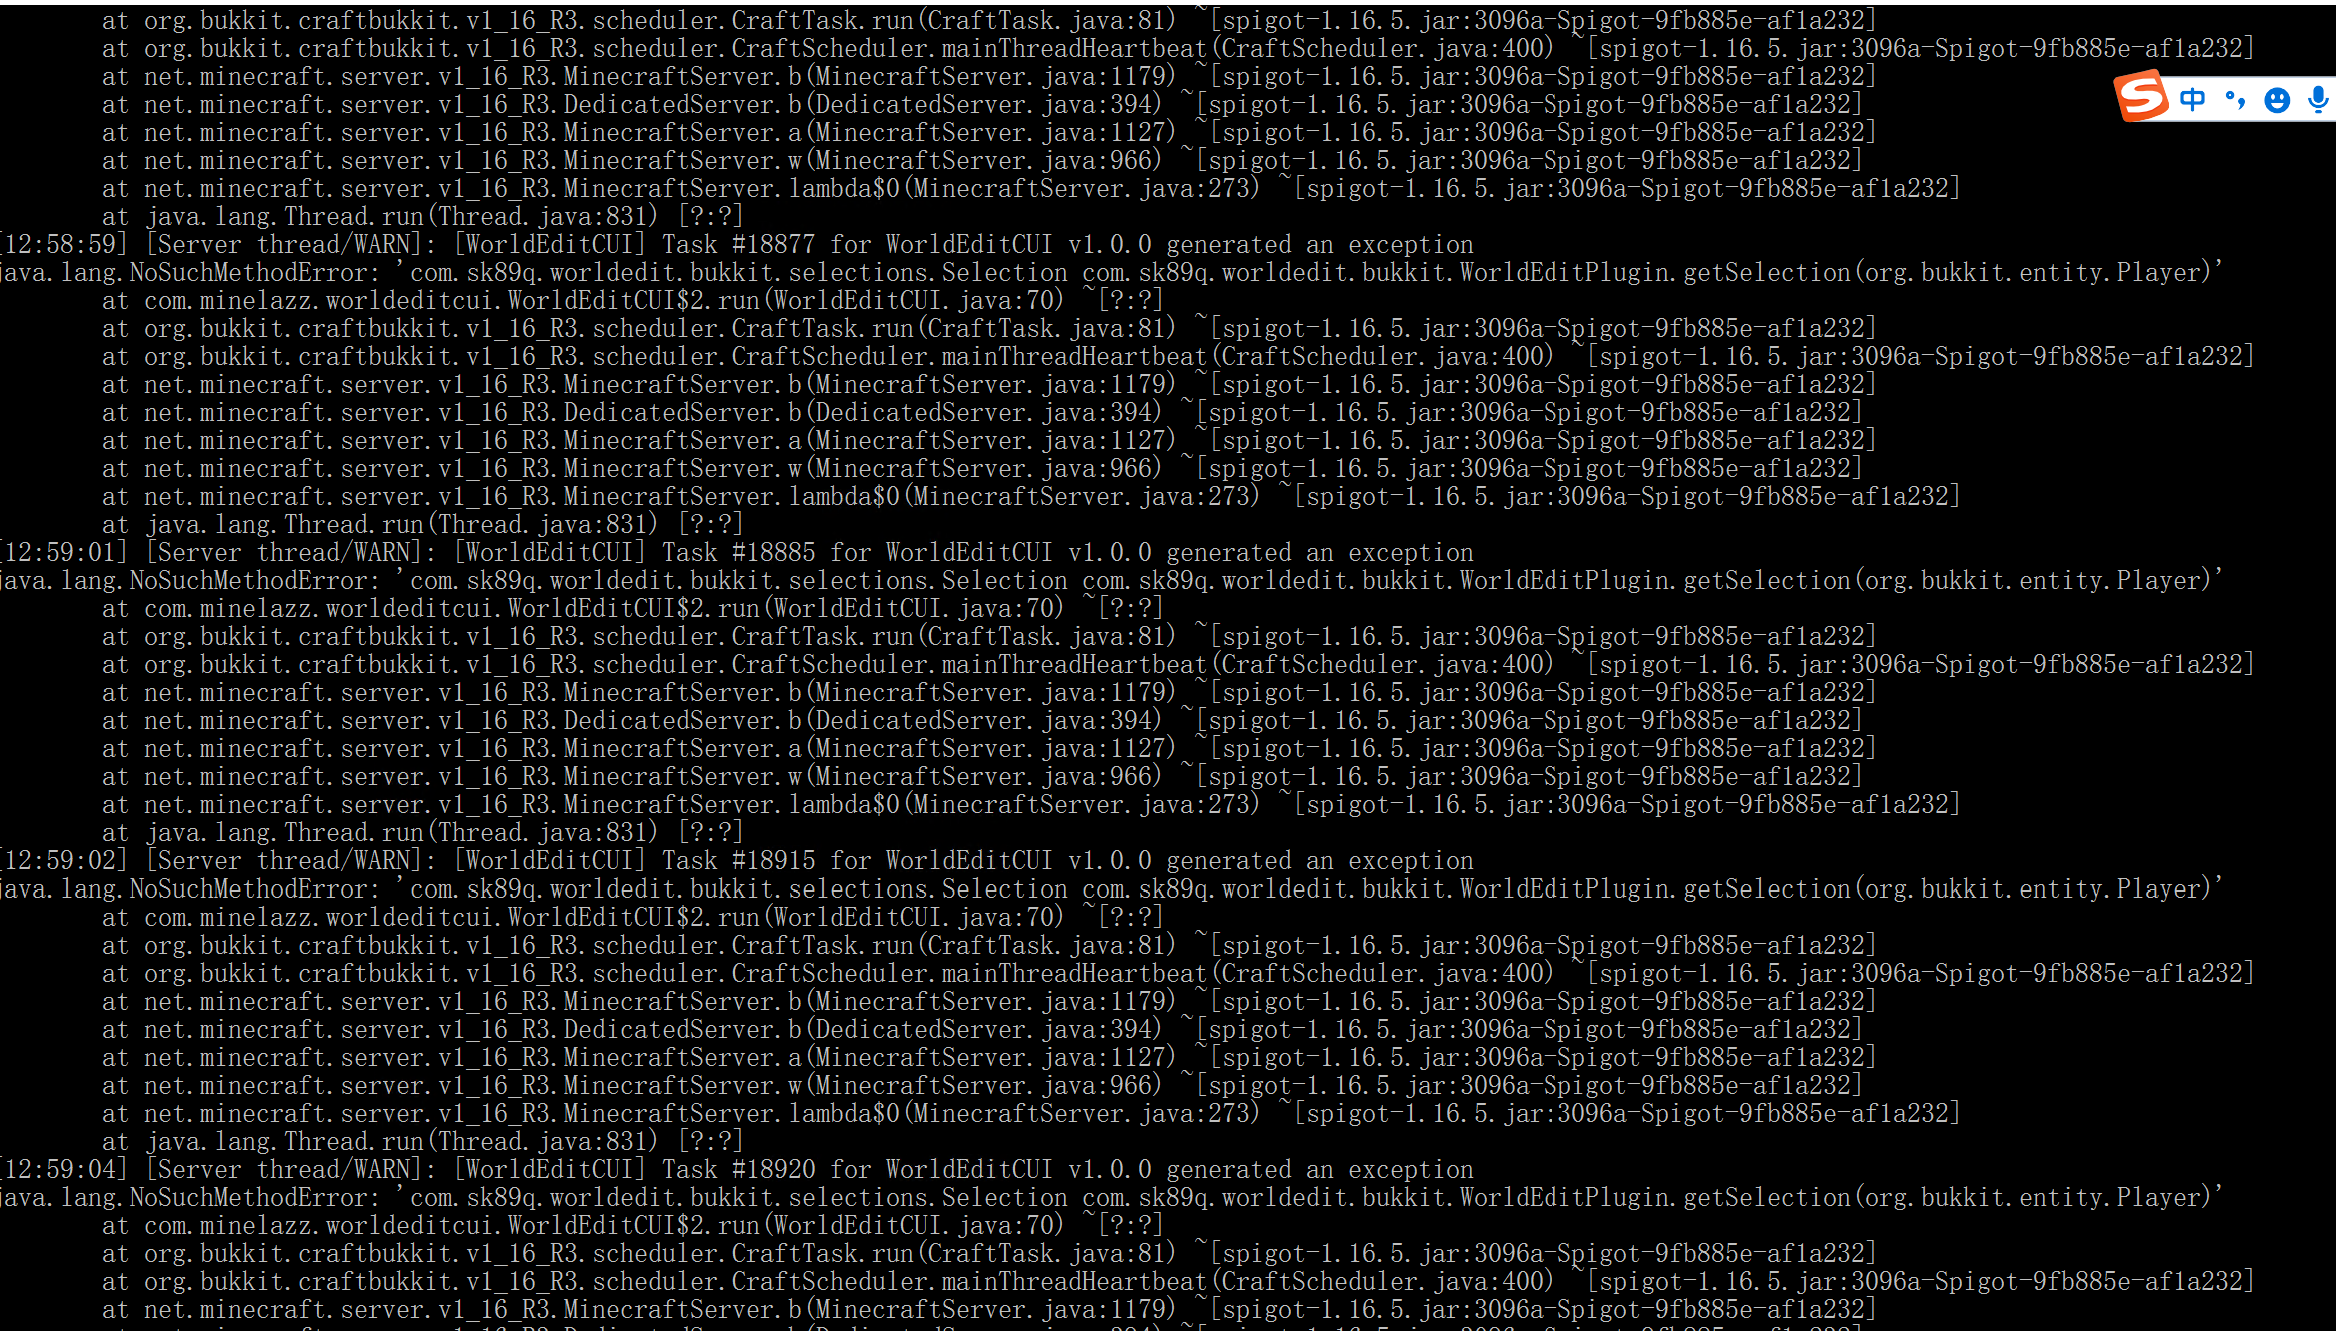 at org.bukkit.craftbukkit.v1_16_R3.scheduler.CraftTask.run(CraftTask.java:81) ~[spigot-1.16.5.jar:3096a-Spigot-9fb885e-af1a232]
at org.bukkit.craftbukkit.v1_16_R3.scheduler.CraftScheduler.mainThreadHeartbeat(CraftScheduler.java:400) ~[spigot-1.16.5.jar:3096a-Spigot-9fb885e-af1a232]
at net.minecraft.server.v1_16_R3.MinecraftServer.b(MinecraftServer.java:1179) ~[spigot-1.16.5.jar:3096a-Spigot-9fb885e-af1a232]
at net.minecraft.server.v1_16_R3.DedicatedServer.b(DedicatedServer.java:394) ~[spigot-1.16.5.jar:3096a-Spigot-9fb885e-af1a232]
中
at net.minecraft.server.v1_16_R3.MinecraftServer.a(MinecraftServer.java:1127) ~[spigot-1.16.5.jar:3096a-Spigot-9fb885e-af1a232]
at net.minecraft.server.v1_16_R3.MinecraftServer.w(MinecraftServer.java:966) ~[spigot-1.16.5.jar:3096a-Spigot-9fb885e-af1a232]
at net.minecraft.server.v1_16_R3.MinecraftServer.lambda$0(MinecraftServer.java:273) ~[spigot-1.16.5.jar:3096a-Spigot-9fb885e-af1a232]
at java.lang.Thread.run(Thread.java:831) [?:?]
[12:58:59] [Server thread/WARN]: [WorldEditCUI] Task #18877 for WorldEditCUI v1.0.0 generated an exception
java.lang.NoSuchMethodError: 'com.sk89q.worldedit.bukkit.selections.Selection com.sk89q.worldedit.bukkit.WorldEditPlugin.getSelection(org.bukkit.entity.Player)'
at com.minelazz.worldeditcui.WorldEditCUI$2.run(WorldEditCUI.java:70) ~[?:?]
at org.bukkit.craftbukkit.v1_16_R3.scheduler.CraftTask.run(CraftTask.java:81) ~[spigot-1.16.5.jar:3096a-Spigot-9fb885e-af1a232]
at org.bukkit.craftbukkit.v1_16_R3.scheduler.CraftScheduler.mainThreadHeartbeat(CraftScheduler.java:400) ~[spigot-1.16.5.jar:3096a-Spigot-9fb885e-af1a232]
at net.minecraft.server.v1_16_R3.MinecraftServer.b(MinecraftServer.java:1179) ~[spigot-1.16.5.jar:3096a-Spigot-9fb885e-af1a232]
at net.minecraft.server.v1_16_R3.DedicatedServer.b(DedicatedServer.java:394) ~[spigot-1.16.5.jar:3096a-Spigot-9fb885e-af1a232]
at net.minecraft.server.v1_16_R3.MinecraftServer.a(MinecraftServer.java:1127) ~[spigot-1.16.5.jar:3096a-Spigot-9fb885e-af1a232]
at net.minecraft.server.v1_16_R3.MinecraftServer.w(MinecraftServer.java:966) ~[spigot-1.16.5.jar:3096a-Spigot-9fb885e-af1a232]
at net.minecraft.server.v1_16_R3.MinecraftServer.lambda$0(MinecraftServer.java:273) ~[spigot-1.16.5.jar:3096a-Spigot-9fb885e-af1a232]
at java.lang.Thread.run(Thread.java:831) [?:?]
[12:59:01] [Server thread/WARN]: [WorldEditCUI] Task #18885 for WorldEditCUI v1.0.0 generated an exception
java.lang.NoSuchMethodError: 'com.sk89q.worldedit.bukkit.selections.Selection com.sk89q.worldedit.bukkit.WorldEditPlugin.getSelection(org.bukkit.entity.Player)'
at com.minelazz.worldeditcui.WorldEditCUI$2.run(WorldEditCUI.java:70) ~[?:?]
at org.bukkit.craftbukkit.v1_16_R3.scheduler.CraftTask.run(CraftTask.java:81) ~[spigot-1.16.5.jar:3096a-Spigot-9fb885e-af1a232]
at org.bukkit.craftbukkit.v1_16_R3.scheduler.CraftScheduler.mainThreadHeartbeat(CraftScheduler.java:400) ~[spigot-1.16.5.jar:3096a-Spigot-9fb885e-af1a232]
at net.minecraft.server.v1_16_R3.MinecraftServer.b(MinecraftServer.java:1179) ~[spigot-1.16.5.jar:3096a-Spigot-9fb885e-af1a232]
at net.minecraft.server.v1_16_R3.DedicatedServer.b(DedicatedServer.java:394) ~[spigot-1.16.5.jar:3096a-Spigot-9fb885e-af1a232]
at net.minecraft.server.v1_16_R3.MinecraftServer.a(MinecraftServer.java:1127) ~[spigot-1.16.5.jar:3096a-Spigot-9fb885e-af1a232]
at net.minecraft.server.v1_16_R3.MinecraftServer.w(MinecraftServer.java:966) ~[spigot-1.16.5.jar:3096a-Spigot-9fb885e-af1a232]
at net.minecraft.server.v1_16_R3.MinecraftServer.lambda$0(MinecraftServer.java:273) ~[spigot-1.16.5.jar:3096a-Spigot-9fb885e-af1a232]
at java.lang.Thread.run(Thread.java:831) [?:?]
[12:59:02] [Server thread/WARN]: [WorldEditCUI] Task #18915 for WorldEditCUI v1.0.0 generated an exception
java.lang.NoSuchMethodError: 'com.sk89q.worldedit.bukkit.selections.Selection com.sk89q.worldedit.bukkit.WorldEditPlugin.getSelection(org.bukkit.entity.Player)'
at com.minelazz.worldeditcui.WorldEditCUI$2.run(WorldEditCUI.java:70) ~[?:?]
at org.bukkit.craftbukkit.v1_16_R3.scheduler.CraftTask.run(CraftTask.java:81) ~[spigot-1.16.5.jar:3096a-Spigot-9fb885e-af1a232]
at org.bukkit.craftbukkit.v1_16_R3.scheduler.CraftScheduler.mainThreadHeartbeat(CraftScheduler.java:400) ~[spigot-1.16.5.jar:3096a-Spigot-9fb885e-af1a232]
at net.minecraft.server.v1_16_R3.MinecraftServer.b(MinecraftServer.java:1179) ~[spigot-1.16.5.jar:3096a-Spigot-9fb885e-af1a232]
at net.minecraft.server.v1_16_R3.DedicatedServer.b(DedicatedServer.java:394) ~[spigot-1.16.5.jar:3096a-Spigot-9fb885e-af1a232]
at net.minecraft.server.v1_16_R3.MinecraftServer.a(MinecraftServer.java:1127) ~[spigot-1.16.5.jar:3096a-Spigot-9fb885e-af1a232]
at net.minecraft.server.v1_16_R3.MinecraftServer.w(MinecraftServer.java:966) ~[spigot-1.16.5.jar:3096a-Spigot-9fb885e-af1a232]
at net.minecraft.server.v1_16_R3.MinecraftServer.lambda$0(MinecraftServer.java:273) ~[spigot-1.16.5.jar:3096a-Spigot-9fb885e-af1a232]
at java.lang.Thread.run(Thread.java:831) [?:?]
[12:59:04] [Server thread/WARN]: [WorldEditCUI] Task #18920 for WorldEditCUI v1.0.0 generated an exception
java.lang.NoSuchMethodError: 'com.sk89q.worldedit.bukkit.selections.Selection com.sk89q.worldedit.bukkit.WorldEditPlugin.getSelection(org.bukkit.entity.Player)'
at com.minelazz.worldeditcui.WorldEditCUI$2.run(WorldEditCUI.java:70) ~[?:?]
at org.bukkit.craftbukkit.v1_16_R3.scheduler.CraftTask.run(CraftTask.java:81) ~[spigot-1.16.5.jar:3096a-Spigot-9fb885e-af1a232]
at org.bukkit.craftbukkit.v1_16_R3.scheduler.CraftScheduler.mainThreadHeartbeat(CraftScheduler.java:400) ~[spigot-1.16.5.jar:3096a-Spigot-9fb885e-af1a232]
at net.minecraft.server.v1_16_R3.MinecraftServer.b(MinecraftServer.java:1179) ~[spigot-1.16.5.jar:3096a-Spigot-9fb885e-af1a232]